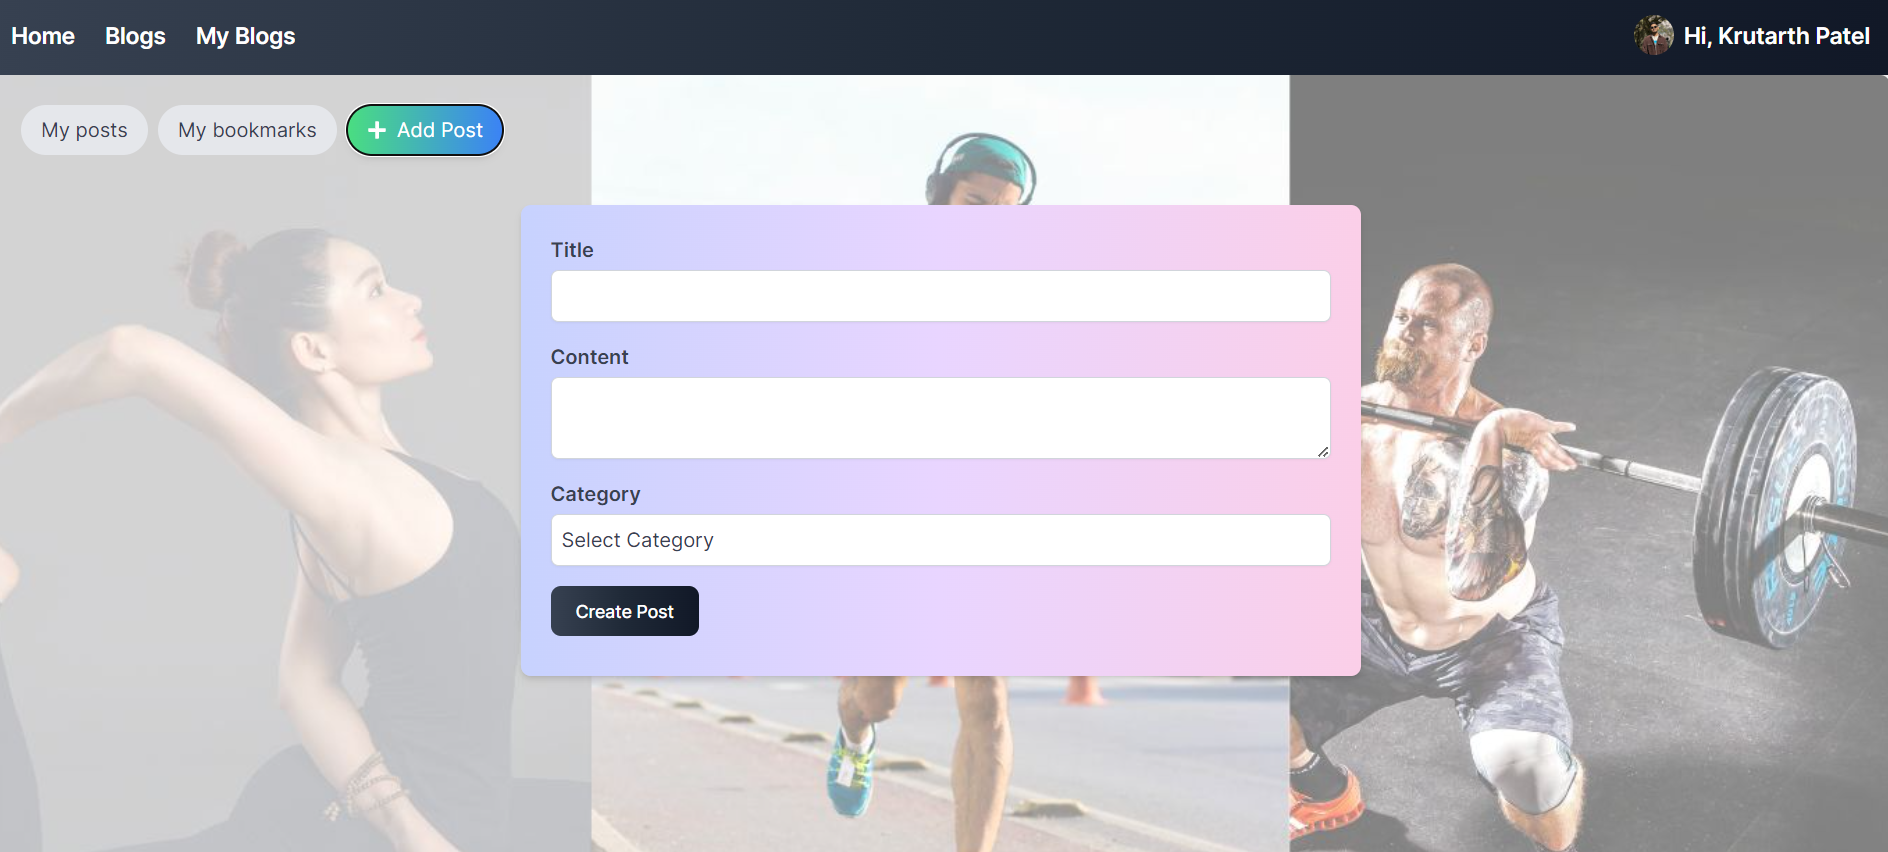 Home Blogs My Blogs Hi, Krutarth Patel
My posts My bookmarks + Add Post
Title
Content
Category
Select Category
Create Post